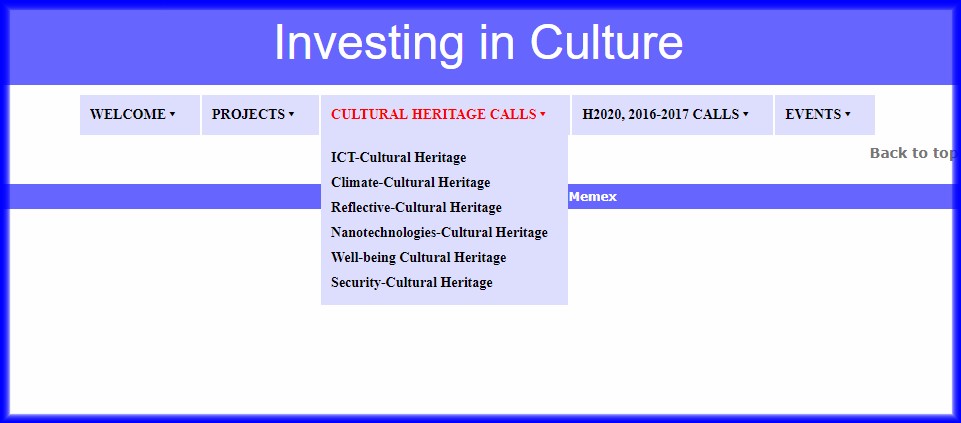 Investing in Culture
WELCOME ▾ PROJECTS ▾ CULTURAL HERITAGE CALLS ▾ H2020, 2016-2017 CALLS ▾ EVENTS ▾
Back to top
ICT-Cultural Heritage
Climate-Cultural Heritage
Memex
Reflective-Cultural Heritage
Nanotechnologies-Cultural Heritage
Well-being Cultural Heritage
Security-Cultural Heritage